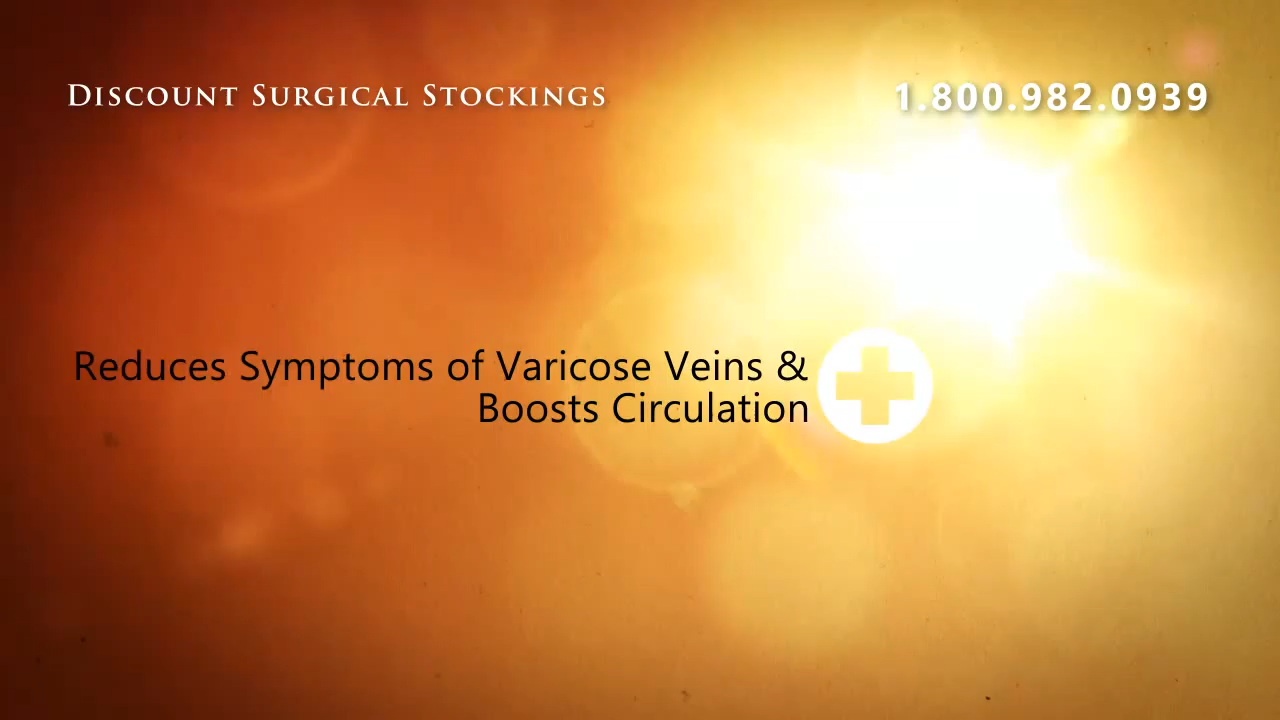 Discount Surgical Stockings
1.800.982.0939
Reduces Symptoms of Varicose Veins &
Boosts Circulation